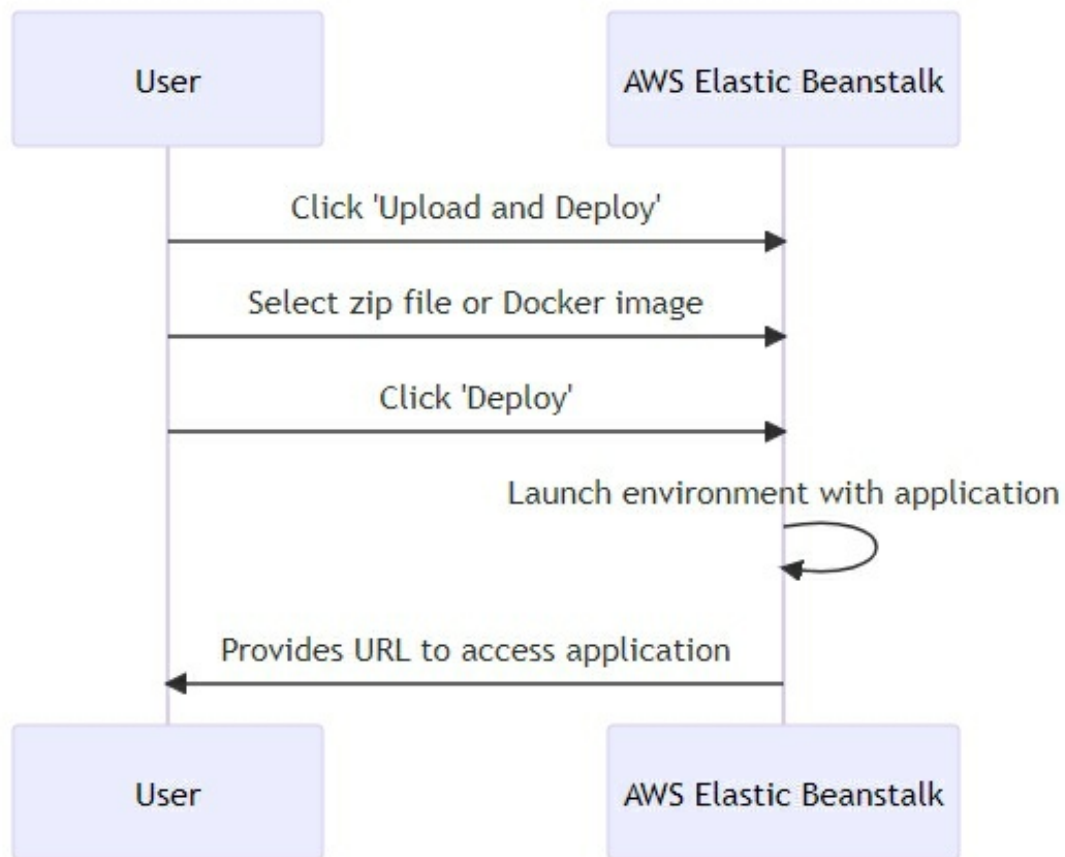 User
AWS Elastic Beanstalk
Click 'Upload and Deploy'
Select zip file or Docker image
Click 'Deploy'
Launch environment with application
Provides URL to access application
User
AWS Elastic Beanstalk